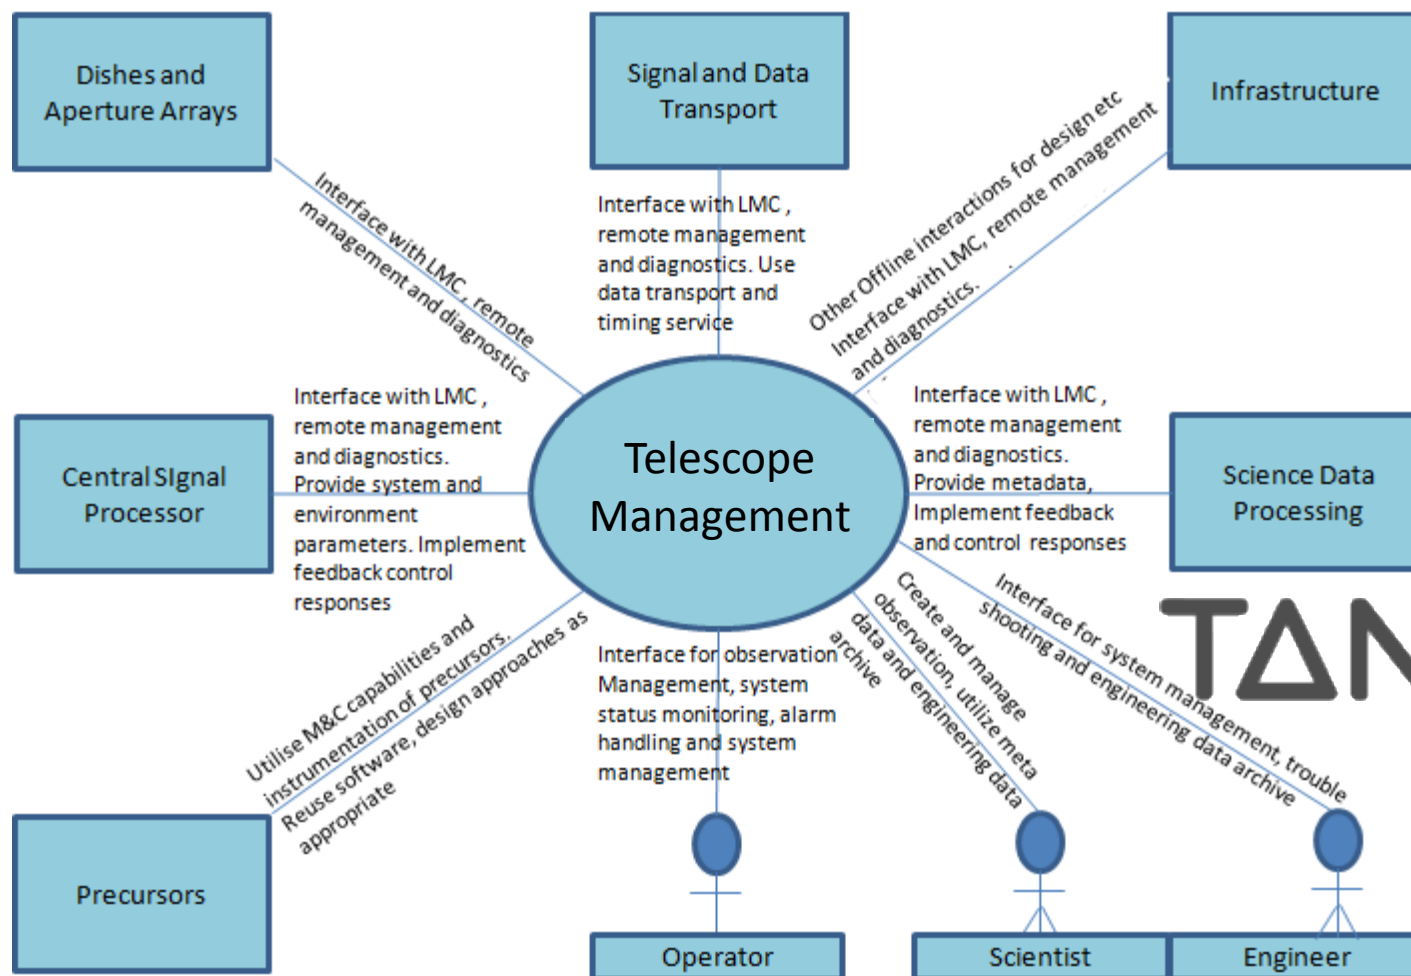 Dishes and
Aperture Arrays
Signal and Data
Transport
Infrastructure
Interface with LMC , remote
management and diagnostics
Interface with LMC ,
remote management
and diagnostics. Use
data transport and
timing service
Other Offline interactions for design etc
Interface with LMC, remote management
and diagnostics.
Central SIgnal
Processor
Interface with LMC ,
remote management
and diagnostics.
Provide system and
environment
parameters. Implement
feedback control
responses
Telescope
Management
Interface with LMC ,
remote management
and diagnostics.
Provide metadata,
Implement feedback
and control responses
Science Data
Processing
TAN
Utilise M&C capabilities and
instrumentation of precursors.
Reuse software, design approaches as
appropriate
Interface for observation
Management, system
status monitoring, alarm
handling and system
management
Create and manage
observation, utilize meta
data and engineering data
archive
Interface for system management, trouble
shooting and engineering data archive
Precursors
Operator
Scientist
Engineer